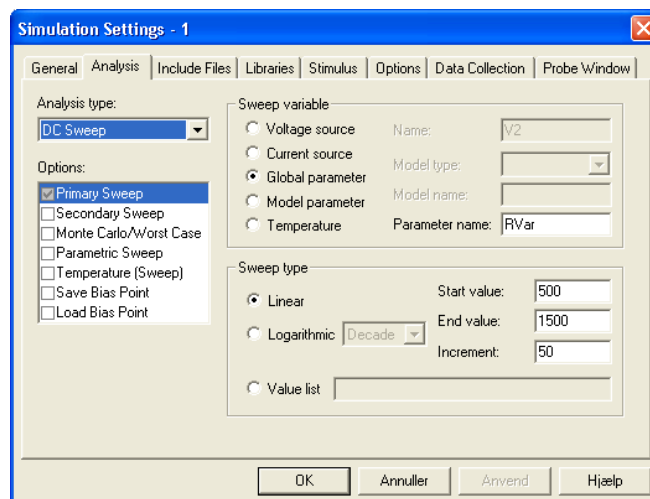 Simulation Settings - 1
General Analysis Include Files Libraries Stimulus Options Data Collection Probe Window
Analysis type:
DC Sweep
Options:
Primary Sweep
Secondary Sweep
Monte Carlo/Worst Case
Parametric Sweep
Temperature (Sweep)
Save Bias Point
Load Bias Point
Sweep variable
Voltage source
Current source
Global parameter
Model parameter
Temperature
Name: V2
Model type:
Model name:
Parameter name: RVar
Sweep type
Linear
Logarithmic Decade
Value list
Start value: 500
End value: 1500
Increment: 50
OK Annuller Anvend Hjælp